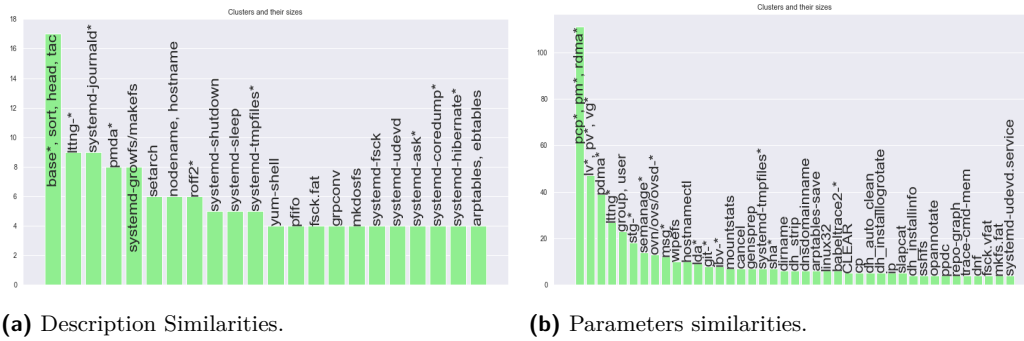 Clusters and their sizes
18
16
14
12
10
8
6
4
2
0
base*, sort, head, tac
lttng-*
systemd-journald*
pmda*
systemd-growfs/makefs
setarch
nodename, hostname
roff2*
systemd-shutdown
systemd-sleep
systemd-tmpfiles*
yum-shell
pfifo
fsck.fat
grpconv
mkdosfs
systemd-fsck
systemd-udevd
systemd-ask*
systemd-coredump*
systemd-hibernate*
arptables, ebtables
(a) Description Similarities.
Clusters and their sizes
100
80
60
40
20
0
pcp*, pm*, rdma*
lv*, pv*, vg*
pdma*
lttng*
group, user
stg-*
semanage*
ovn/ovs/ovsd-*
msg*
wipefs
hostnamectl
lda*
git-*
ibv-*
mountstats
cancel
gensprep
systemd-tmpfiles*
sha*
dirname
dh_strip
dnsdomainname
arptables-save
linux32
babeltrace2-*
CLEAR
cp
dh_auto_clean
dh_installlogrotate
ip
slapcat
dh_installinfo
sshfs
opannotate
ppdc
repo-graph
trace-cmd-mem
dnf
fsck.vfat
mkfs.fat
systemd-udevd.service
(b) Parameters similarities.